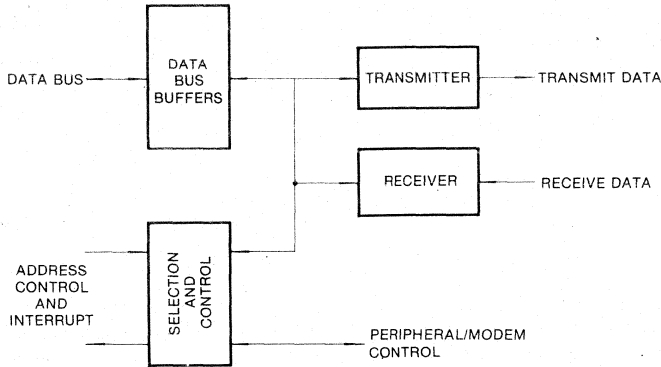 DATA BUS
DATA
BUS
BUFFERS
TRANSMITTER
TRANSMIT DATA
RECEIVER
RECEIVE DATA
ADDRESS
CONTROL
AND
INTERRUPT
SELECTION
AND
CONTROL
PERIPHERAL/MODEM
CONTROL